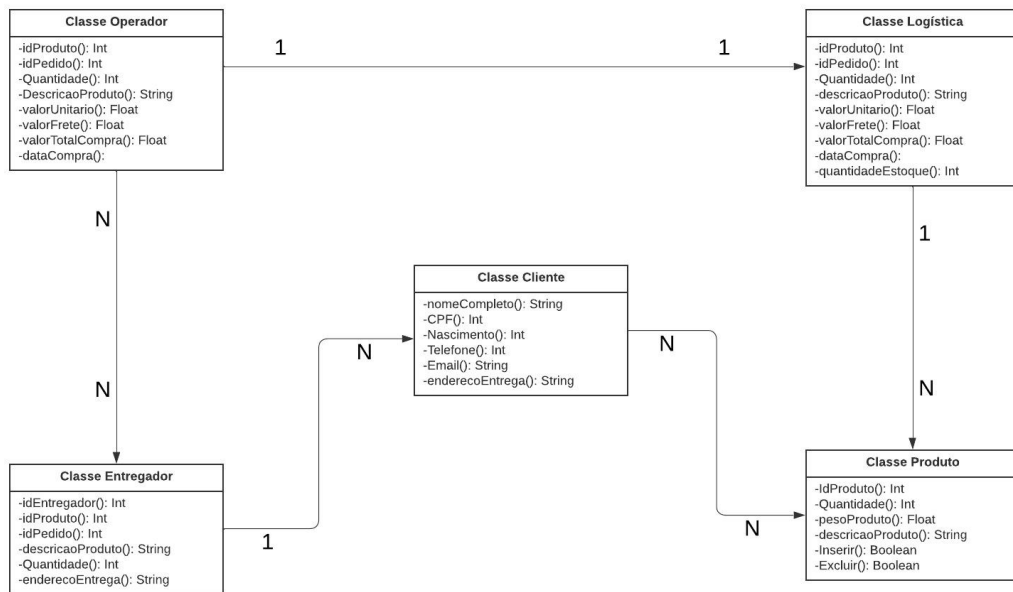 Classe Operador
-idProduto(): Int
-idPedido(): Int
-Quantidade(): Int
-DescricaoProduto(): String
-valorUnitario(): Float
-valorFrete(): Float
-valorTotalCompra(): Float
-dataCompra():
1
1
Classe Logística
-idProduto(): Int
-idPedido(): Int
-Quantidade(): Int
-descricaoProduto(): String
-valorUnitario(): Float
-valorFrete(): Float
-valorTotalCompra(): Float
-dataCompra():
-quantidadeEstoque(): Int
N
1
Classe Cliente
-nomeCompleto(): String
-CPF(): Int
-Nascimento(): Int
-Telefone(): Int
-Email(): String
-enderecoEntrega(): String
N
N
N
N
Classe Entregador
-idEntregador(): Int
-idProduto(): Int
-idPedido(): Int
-descricaoProduto(): String
-Quantidade(): Int
-enderecoEntrega(): String
1
N
Classe Produto
-IdProduto(): Int
-Quantidade(): Int
-pesoProduto(): Float
-descricaoProduto(): String
-Inserir(): Boolean
-Excluir(): Boolean